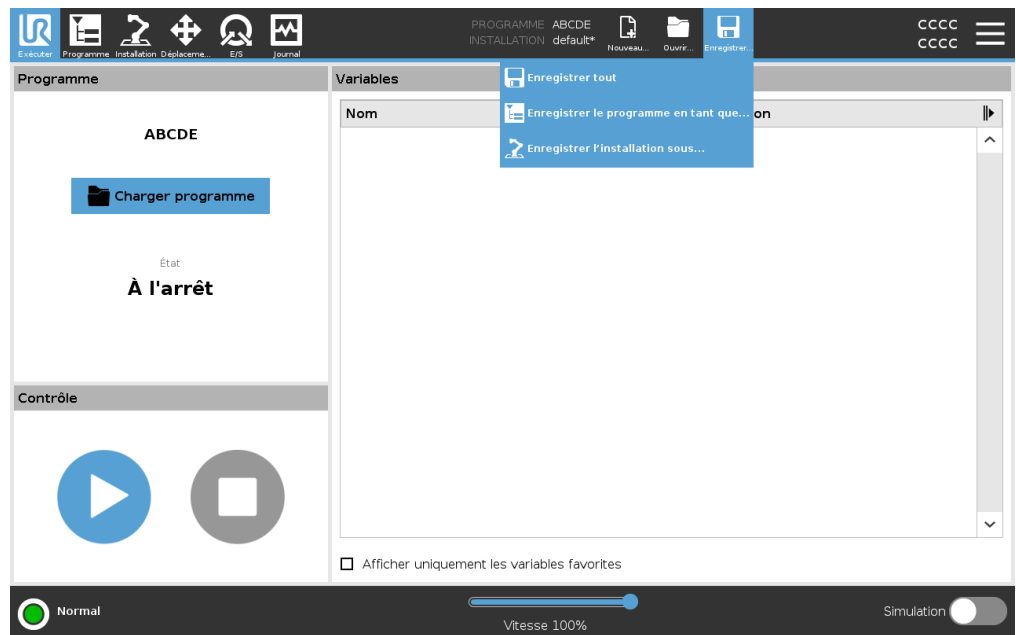 UR
Exécuter
Programme
Installation
Déplaceme...
E/S
Journal
PROGRAMME ABCDE
INSTALLATION default*
Nouveau...
Ouvrir...
Enregistrer...
CCCC
CCCC
Programme
Variables
Enregistrer tout
Enregistrer le programme en tant que...
Enregistrer l'installation sous...
Nom
on
ABCDE
Charger programme
État
À l'arrêt
Contrôle
Afficher uniquement les variables favorites
Normal
Vitesse 100%
Simulation